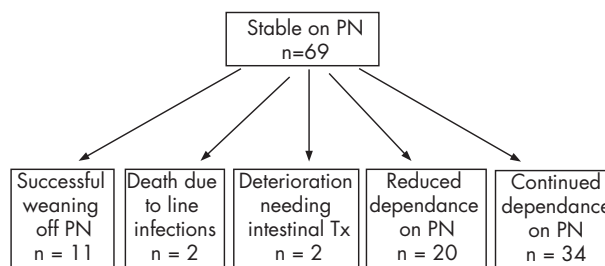 Stable on PN
n=69
Successful
weaning
off PN
n = 11
Death due
to line
infections
n = 2
Deterioration
needing
intestinal Tx
n = 2
Reduced
dependance
on PN
n = 20
Continued
dependance
on PN
n = 34